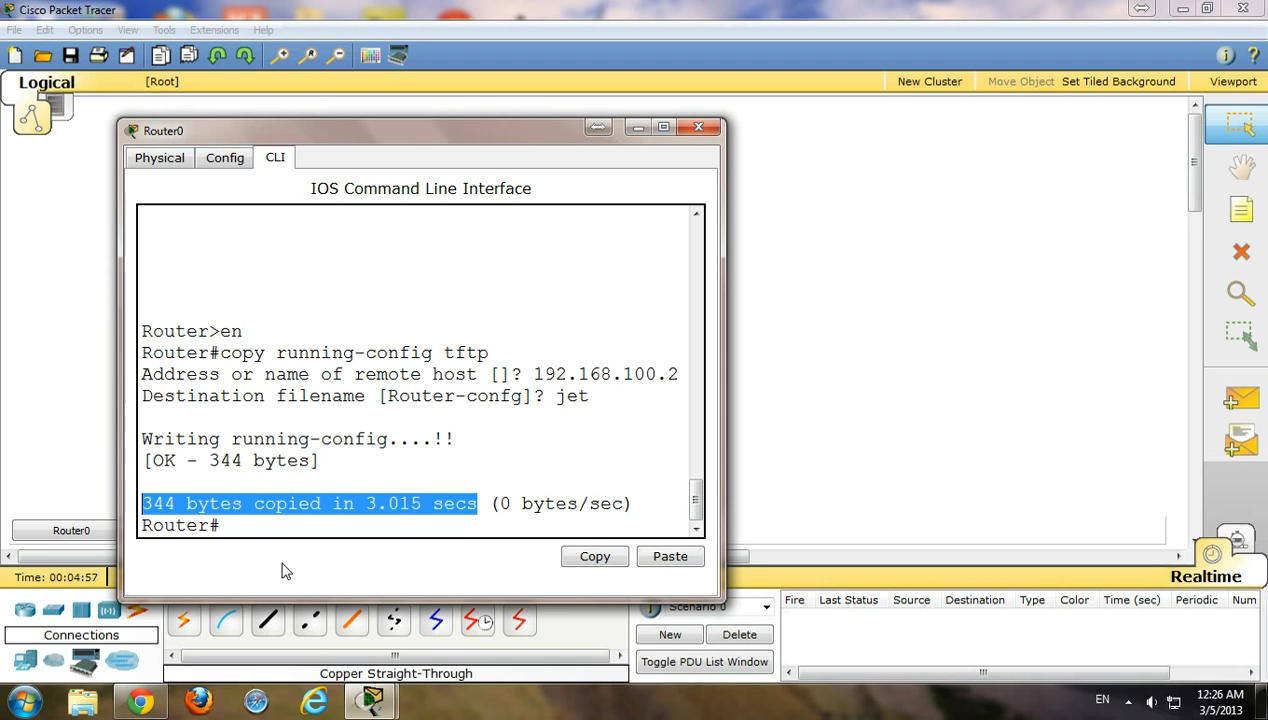 Cisco Packet Tracer
File Edit Options View Tools Extensions Help
Logical [Root] New Cluster Move Object Set Tiled Background Viewport
Router0
Physical Config CLI
IOS Command Line Interface
Router>en
Router#copy running-config tftp
Address or name of remote host []? 192.168.100.2
Destination filename [Router-confg]? jet
Writing running-config....!!
[OK - 344 bytes]
344 bytes copied in 3.015 secs (0 bytes/sec)
Router#
Router0
Copy Paste
Time: 00:04:57
Realtime
Scenario 0
Fire Last Status Source Destination Type Color Time (sec) Periodic Num
Connections
New Delete
Toggle PDU List Window
Copper Straight-Through
EN
12:26 AM
3/5/2013